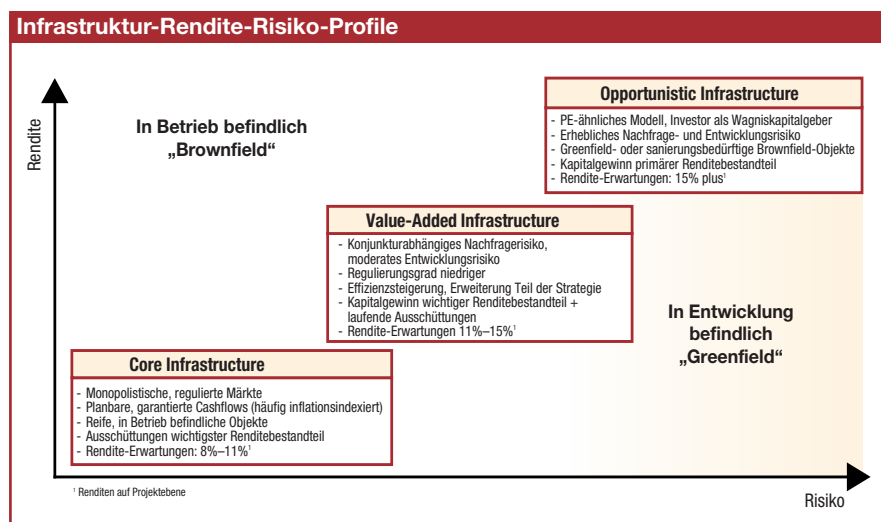 Infrastruktur-Rendite-Risiko-Profile
Rendite
In Betrieb befindlich
„Brownfield“
Opportunistic Infrastructure
- PE-ähnliches Modell, Investor als Wagniskapitalgeber
- Erhebliches Nachfrage- und Entwicklungsrisiko
- Greenfield- oder sanierungsbedürftige Brownfield-Objekte
- Kapitalgewinn primärer Renditebestandteil
- Rendite-Erwartungen: 15% plus¹
Value-Added Infrastructure
- Konjunkturabhängiges Nachfragerisiko,
moderates Entwicklungsrisiko
- Regulierungsgrad niedriger
- Effizienzsteigerung, Erweiterung Teil der Strategie
- Kapitalgewinn wichtiger Renditebestandteil +
laufende Ausschüttungen
- Rendite-Erwartungen 11%–15%¹
In Entwicklung
befindlich
„Greenfield“
Core Infrastructure
- Monopolistische, regulierte Märkte
- Planbare, garantierte Cashflows (häufig inflationsindexiert)
- Reife, in Betrieb befindliche Objekte
- Ausschüttungen wichtigster Renditebestandteil
- Rendite-Erwartungen: 8%–11%¹
¹ Renditen auf Projektebene
Risiko